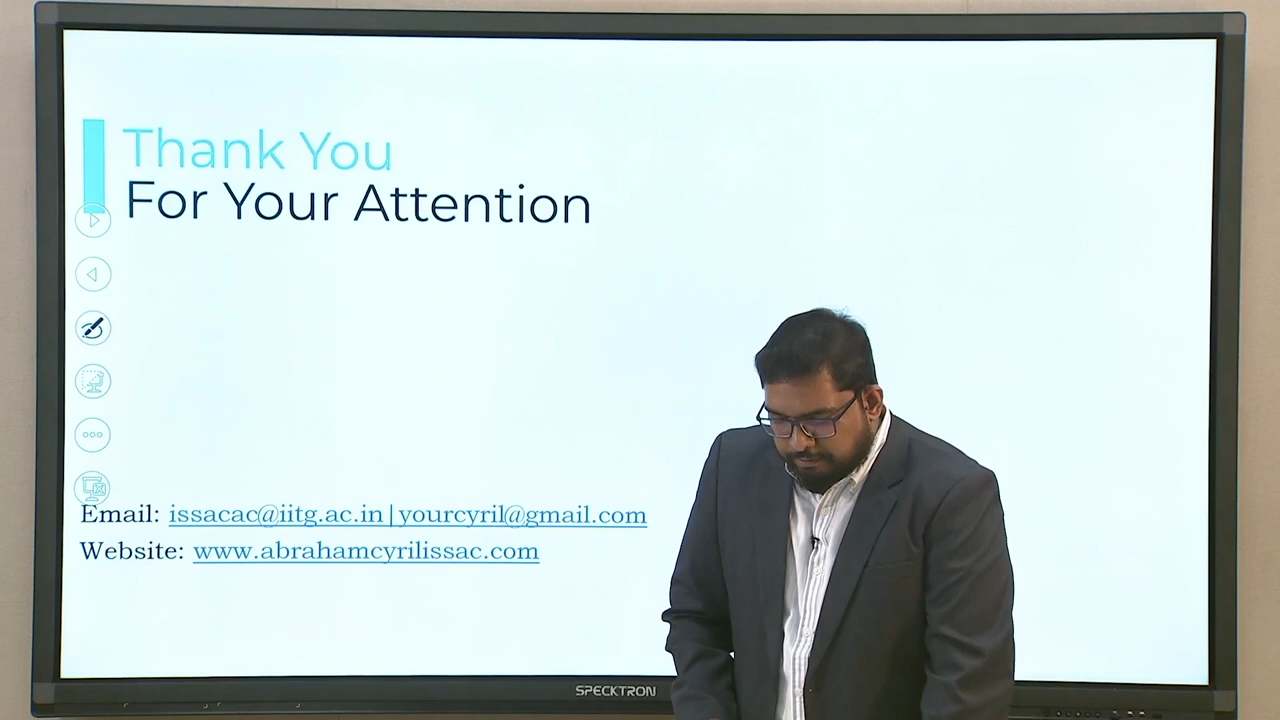 Thank You
For Your Attention
Email: issacac@iitg.ac.in|yourcyril@gmail.com
Website: www.abrahamcyrilissac.com
SPECKTRON